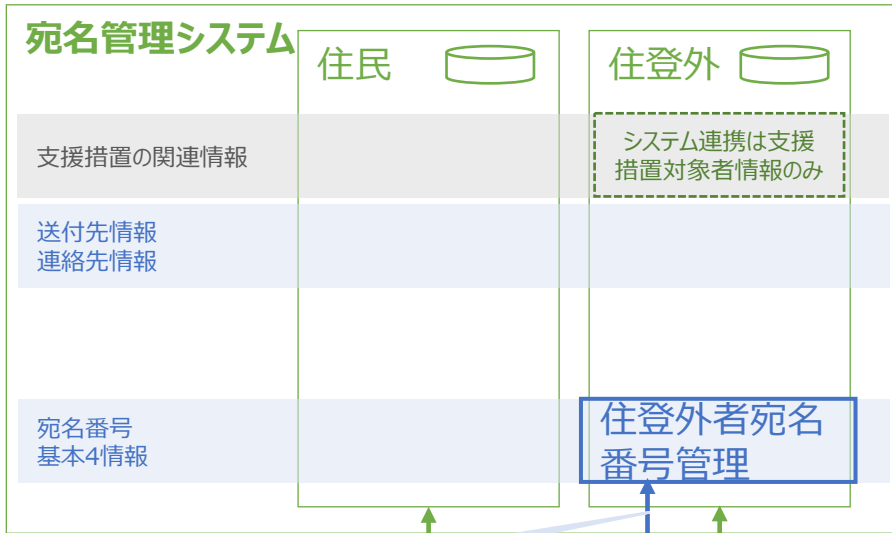 宛名管理システム
住民
住登外
支援措置の関連情報
システム連携は支援
措置対象者情報のみ
送付先情報
連絡先情報
宛名番号
基本4情報
住登外者宛名
番号管理